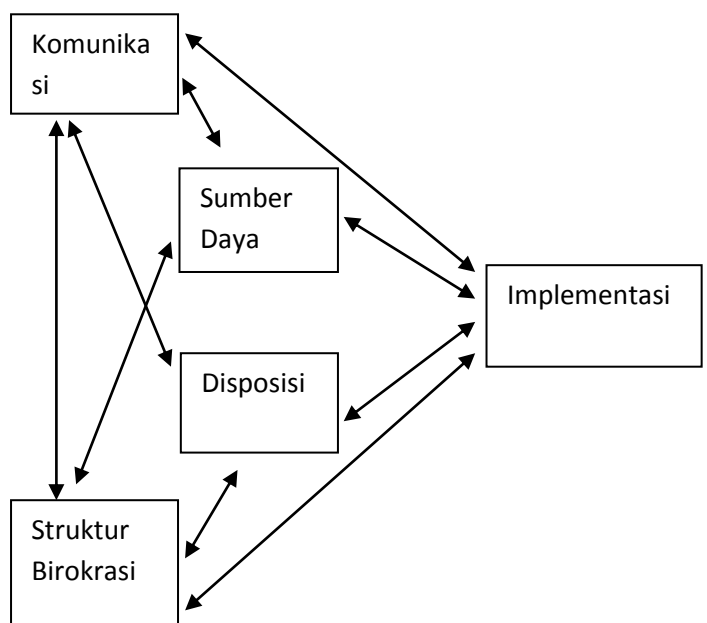 Komunika
si
Sumber
Daya
Implementasi
Disposisi
Struktur
Birokrasi